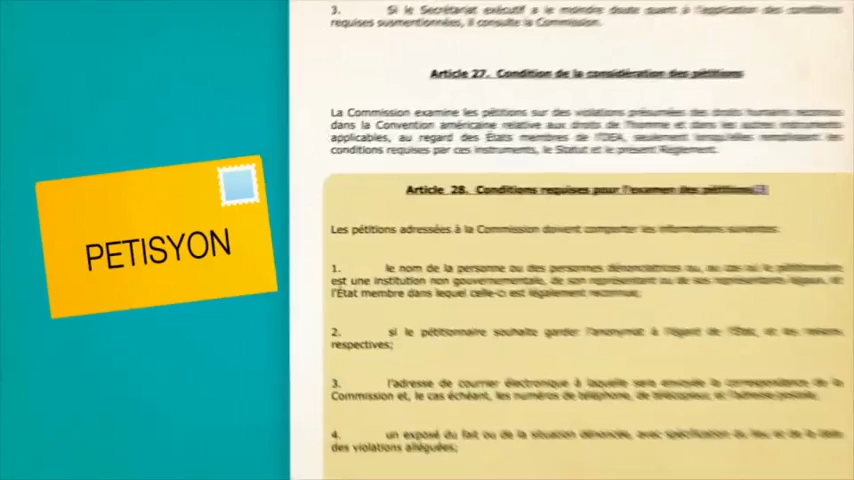 PETISYON
3. Si le Secrétariat exécutif a le moindre doute quant à l'application des conditions
requises susmentionnées, il consulte la Commission.
Article 27. Condition de la considération des pétitions
La Commission examine les pétitions sur des violations présumées des droits humains reconnus
dans la Convention américaine relative aux droits de l'homme et dans les autres instruments
applicables, au regard des États membres de l'OEA, seulement lorsqu'elles remplissent les
conditions requises par ces instruments, le Statut et le présent Règlement.
Article 28. Conditions requises pour l'examen des pétitions
Les pétitions adressées à la Commission doivent comporter les informations suivantes:
1. le nom de la personne ou des personnes dénonciatrices ou, au cas où le pétitionnaire
est une institution non gouvernementale, de son représentant ou de ses représentants légaux, et
l'État membre dans lequel celle-ci est légalement reconnue;
2. si le pétitionnaire souhaite garder l'anonymat à l'égard de l'État, et les raisons
respectives;
3. l'adresse de courrier électronique à laquelle sera envoyée la correspondance de la
Commission et, le cas échéant, les numéros de téléphone, de télécopieur, et l'adresse postale;
4. un exposé du fait ou de la situation dénoncée, avec spécification du lieu et de la date
des violations alléguées;